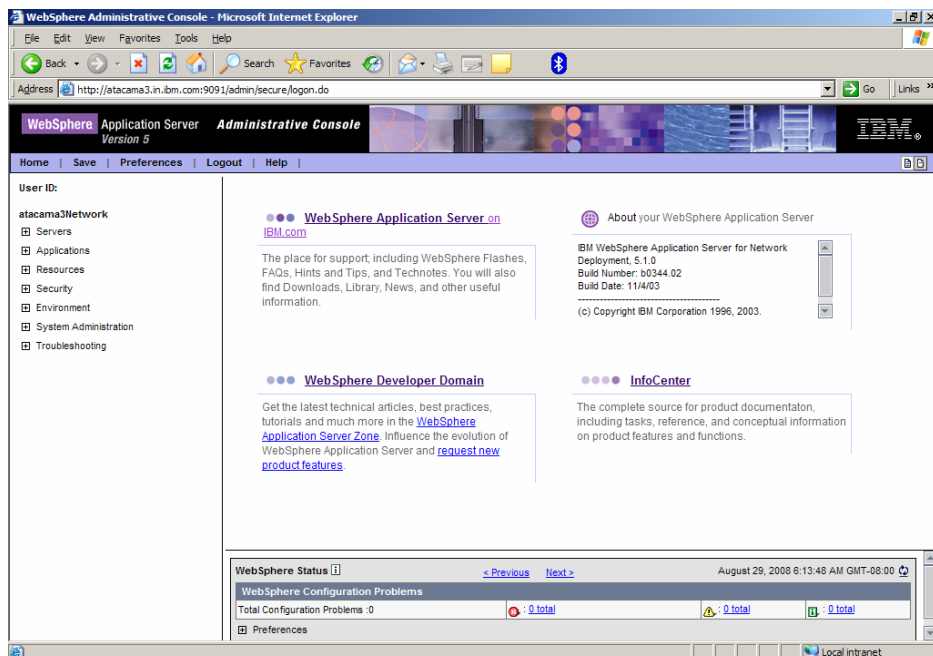 WebSphere Administrative Console - Microsoft Internet Explorer
File Edit View Favorites Tools Help
Back Search Favorites
Address http://atacama3.in.ibm.com:9091/admin/secure/logon.do Go Links »
WebSphere Application Server Administrative Console
Version 5
IBM
Home | Save | Preferences | Logout | Help |
User ID:
atacama3Network
Servers
Applications
Resources
Security
Environment
System Administration
Troubleshooting
WebSphere Application Server on
IBM.com
The place for support; including WebSphere Flashes,
FAQs, Hints and Tips, and Technotes. You will also
find Downloads, Library, News, and other useful
information.
About your WebSphere Application Server
IBM WebSphere Application Server for Network
Deployment, 5.1.0
Build Number: b0344.02
Build Date: 11/4/03
----------------------------------------
(c) Copyright IBM Corporation 1996, 2003.
WebSphere Developer Domain
Get the latest technical articles, best practices,
tutorials and much more in the WebSphere
Application Server Zone. Influence the evolution of
WebSphere Application Server and request new
product features.
InfoCenter
The complete source for product documentaton,
including tasks, reference, and conceptual information
on product features and functions.
WebSphere Status < Previous Next > August 29, 2008 6:13:48 AM GMT-08:00
WebSphere Configuration Problems
Total Configuration Problems :0 : 0 total : 0 total : 0 total
Preferences
Local intranet